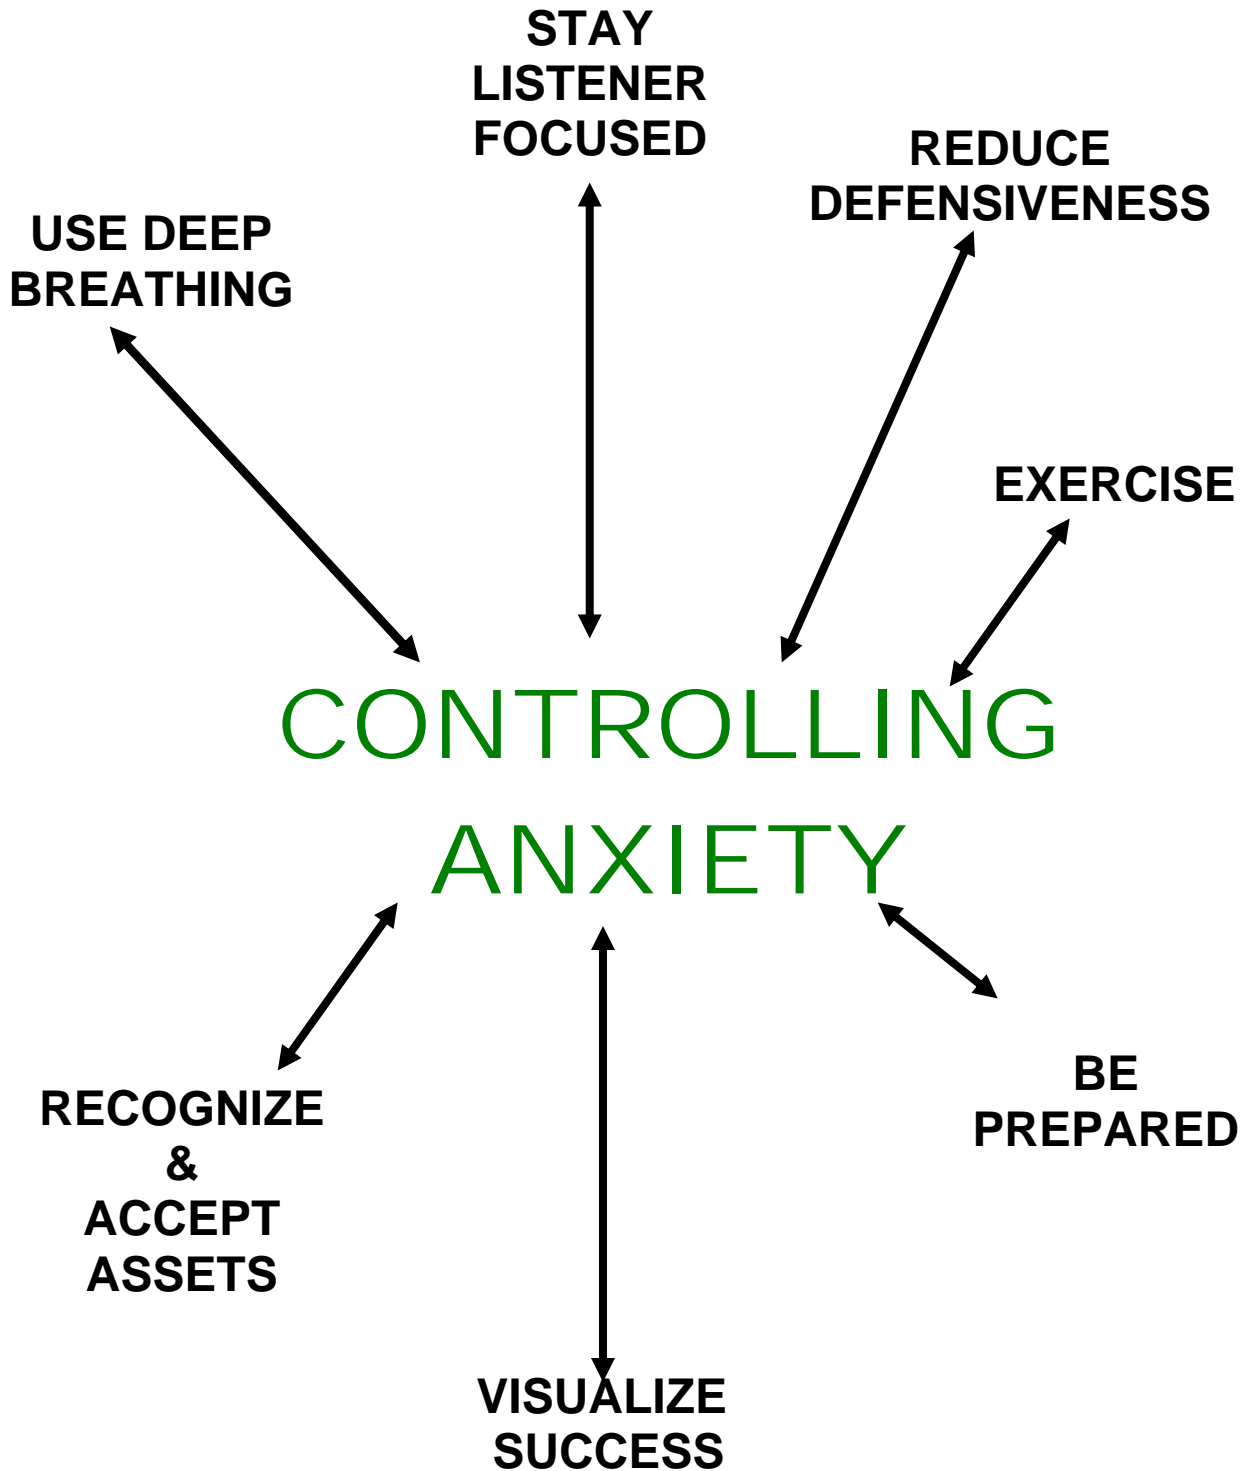 STAY
LISTENER
FOCUSED
REDUCE
DEFENSIVENESS
USE DEEP
BREATHING
EXERCISE
CONTROLLING
ANXIETY
BE
PREPARED
RECOGNIZE
&
ACCEPT
ASSETS
VISUALIZE
SUCCESS